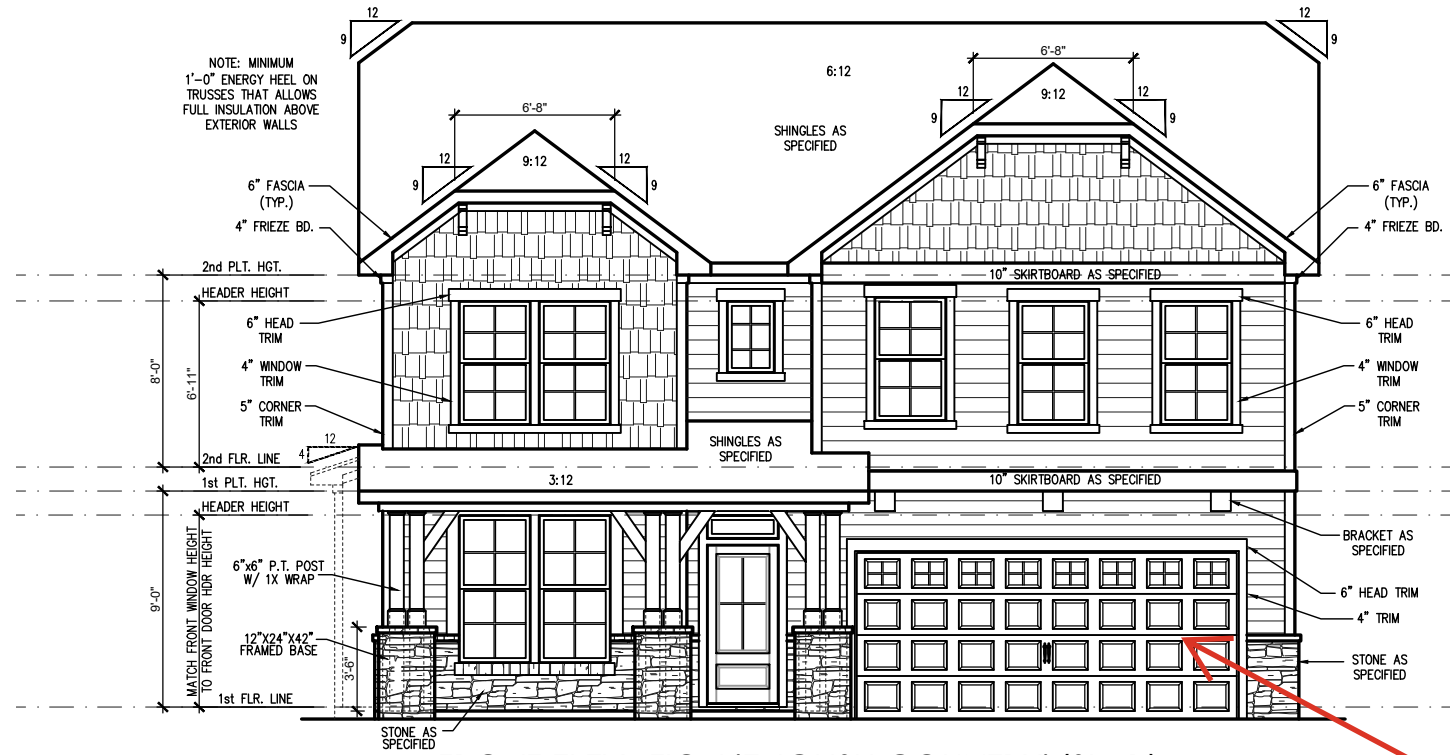 12
9
12
9
NOTE: MINIMUM
1'-0" ENERGY HEEL ON
TRUSSES THAT ALLOWS
FULL INSULATION ABOVE
EXTERIOR WALLS
6'-8"
6:12
SHINGLES AS
SPECIFIED
6'-8"
12
9
9:12
12
9
12
9
9:12
12
9
6" FASCIA
(TYP.)
4" FRIEZE BD.
6" FASCIA
(TYP.)
4" FRIEZE BD.
2nd PLT. HGT.
10" SKIRTBOARD AS SPECIFIED
HEADER HEIGHT
6" HEAD
TRIM
4" WINDOW
TRIM
5" CORNER
TRIM
8'-0"
6'-11"
6" HEAD
TRIM
4" WINDOW
TRIM
5" CORNER
TRIM
12
4
SHINGLES AS
SPECIFIED
2nd FLR. LINE
1st PLT. HGT.
3:12
10" SKIRTBOARD AS SPECIFIED
HEADER HEIGHT
BRACKET AS
SPECIFIED
9'-0"
MATCH FRONT WINDOW HEIGHT
TO FRONT DOOR HDR HEIGHT
6"x6" P.T. POST
W/ 1X WRAP
12"X24"X42"
FRAMED BASE
3'-6"
6" HEAD TRIM
4" TRIM
STONE AS
SPECIFIED
1st FLR. LINE
STONE AS
SPECIFIED